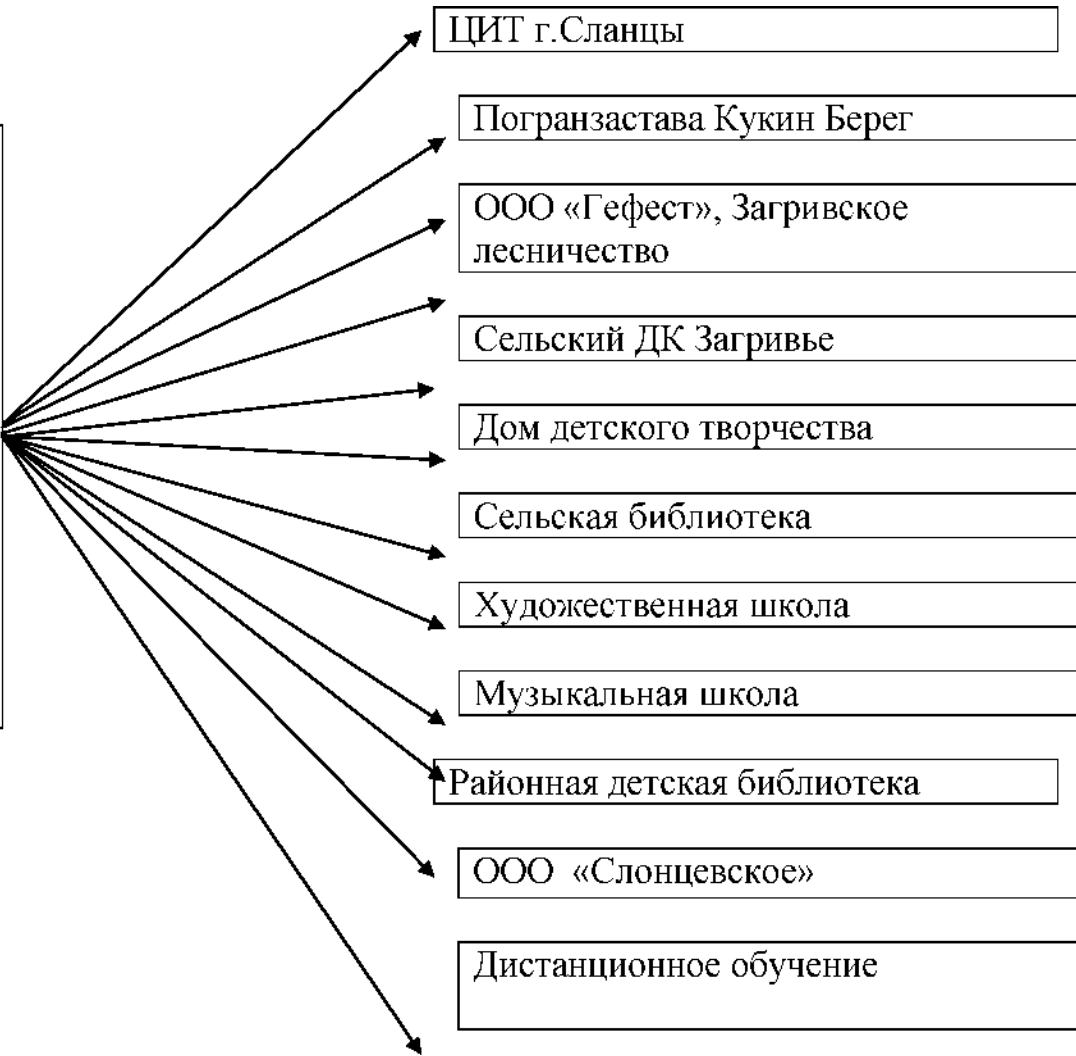 ЦИТ г.Сланцы
Погранзастава Кукин Берег
ООО «Гефест», Загривское
лесничество
Сельский ДК Загривье
Дом детского творчества
Сельская библиотека
Художественная школа
Музыкальная школа
Районная детская библиотека
ООО «Слонцевское»
Дистанционное обучение